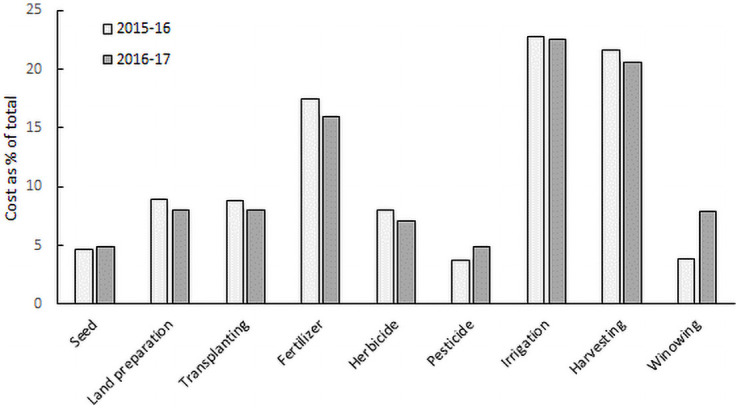 25
20
15
10
5
0
Cost as % of total
2015-16
2016-17
Seed
Land preparation
Transplanting
Fertilizer
Herbicide
Pesticide
Irrigation
Harvesting
Winowing